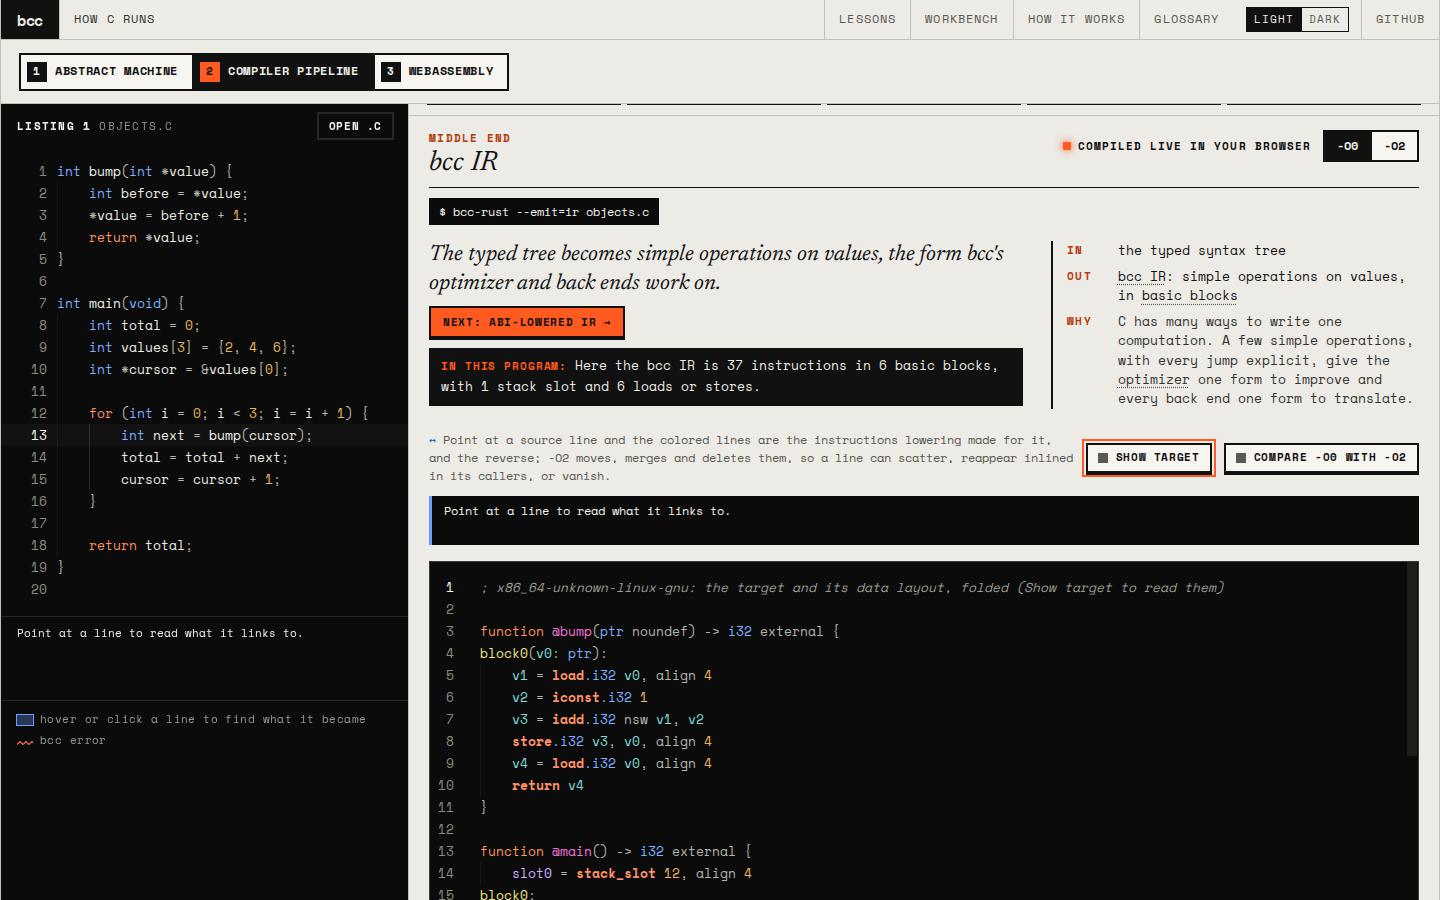 bcc HOW C RUNS LESSONS WORKBENCH HOW IT WORKS GLOSSARY LIGHT DARK GITHUB
1 ABSTRACT MACHINE 2 COMPILER PIPELINE 3 WEBASSEMBLY
LISTING 1 OBJECTS.C OPEN .C
1 int bump(int *value) {
2 int before = *value;
3 *value = before + 1;
4 return *value;
5 }
6
7 int main(void) {
8 int total = 0;
9 int values[3] = {2, 4, 6};
10 int *cursor = &values[0];
11
12 for (int i = 0; i < 3; i = i + 1) {
13 int next = bump(cursor);
14 total = total + next;
15 cursor = cursor + 1;
16 }
17
18 return total;
19 }
20
Point at a line to read what it links to.
hover or click a line to find what it became
bcc error
MIDDLE END
bcc IR
COMPILED LIVE IN YOUR BROWSER -O0 -O2
$ bcc-rust --emit=ir objects.c
The typed tree becomes simple operations on values, the form bcc's
optimizer and back ends work on.
NEXT: ABI-LOWERED IR →
IN THIS PROGRAM: Here the bcc IR is 37 instructions in 6 basic blocks,
with 1 stack slot and 6 loads or stores.
IN the typed syntax tree
OUT bcc IR: simple operations on values,
in basic blocks
WHY C has many ways to write one
computation. A few simple operations,
with every jump explicit, give the
optimizer one form to improve and
every back end one form to translate.
↔ Point at a source line and the colored lines are the instructions lowering made for it,
and the reverse; -O2 moves, merges and deletes them, so a line can scatter, reappear inlined
in its callers, or vanish.
SHOW TARGET COMPARE -O0 WITH -O2
Point at a line to read what it links to.
1 ; x86_64-unknown-linux-gnu: the target and its data layout, folded (Show target to read them)
2
3 function @bump(ptr noundef) -> i32 external {
4 block0(v0: ptr):
5 v1 = load.i32 v0, align 4
6 v2 = iconst.i32 1
7 v3 = iadd.i32 nsw v1, v2
8 store.i32 v3, v0, align 4
9 v4 = load.i32 v0, align 4
10 return v4
11 }
12
13 function @main() -> i32 external {
14 slot0 = stack_slot 12, align 4
15 block0: